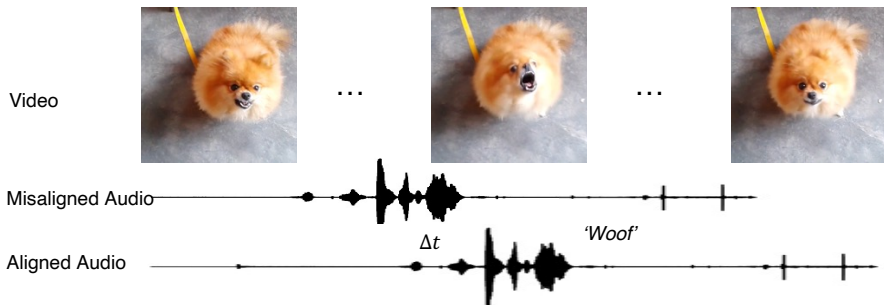 Video
... ...
Misaligned Audio
Δt 'Woof'
Aligned Audio